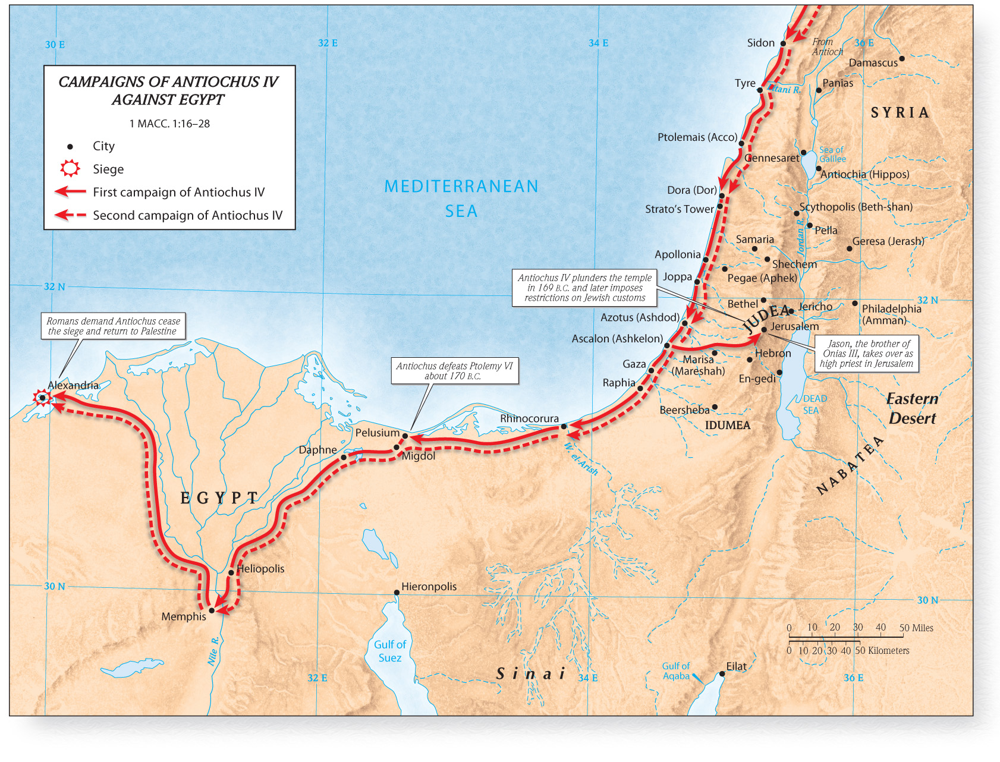 30 E
32 E
34 E
36 E
CAMPAIGNS OF ANTIOCHUS IV
AGAINST EGYPT
1 MACC. 1:16–28
City
Siege
First campaign of Antiochus IV
Second campaign of Antiochus IV
Sidon
From
Antioch
Damascus
Tyre
Litani R.
Panias
SYRIA
Ptolemais (Acco)
Gennesaret
Sea of
Galilee
Antiochia (Hippos)
MEDITERRANEAN
SEA
Dora (Dor)
Strato's Tower
Scythopolis (Beth-shan)
Jordan R.
Pella
Samaria
Geresa (Jerash)
Apollonia
Shechem
Joppa
Pegae (Aphek)
Antiochus IV plunders the temple
in 169 B.C. and later imposes
restrictions on Jewish customs
32 N
32 N
Bethel
JUDEA
Jericho
Philadelphia
(Amman)
Azotus (Ashdod)
Jerusalem
Romans demand Antiochus cease
the siege and return to Palestine
Ascalon (Ashkelon)
Jason, the brother of
Onias III, takes over as
high priest in Jerusalem
Hebron
Marisa
(Mareshah)
Gaza
En-gedi
Antiochus defeats Ptolemy VI
about 170 B.C.
Raphia
Alexandria
DEAD
SEA
Eastern
Desert
Beersheba
IDUMEA
Rhinocorura
Pelusium
Daphne
Migdol
W. el-Arish
NABATEA
EGYPT
Heliopolis
30 N
Hieronpolis
30 N
Memphis
0 10 20 30 40 50 Miles
0 10 20 30 40 50 Kilometers
Nile R.
Gulf of
Suez
Sinai
Gulf of
Aqaba
Eilat
32 E
34 E
36 E